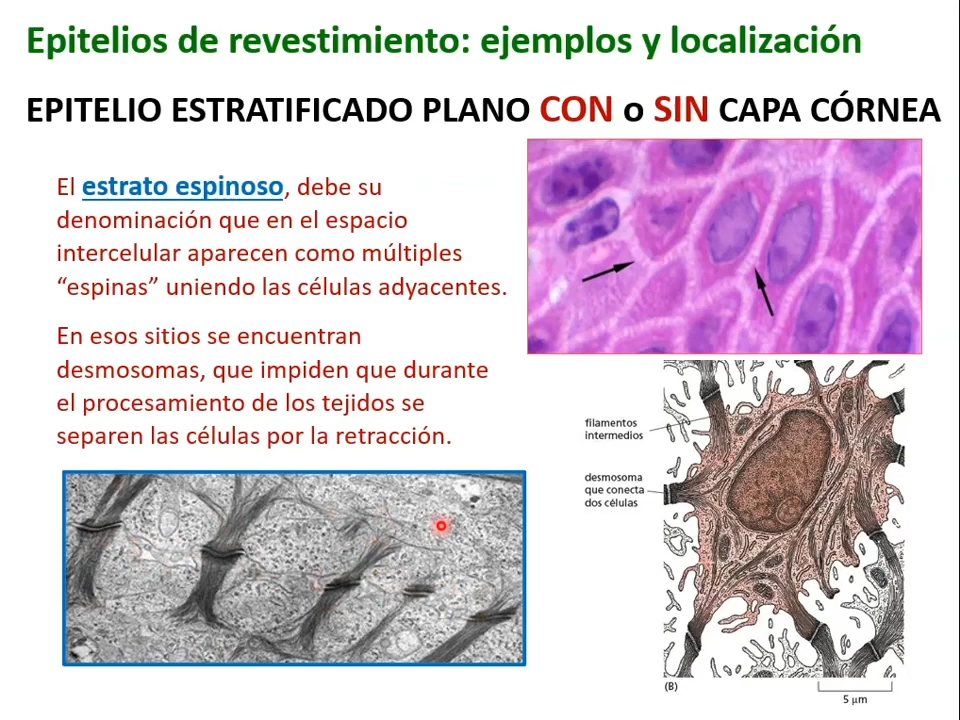 Epitelios de revestimiento: ejemplos y localización
EPITELIO ESTRATIFICADO PLANO CON o SIN CAPA CÓRNEA
El estrato espinoso, debe su
denominación que en el espacio
intercelular aparecen como múltiples
“espinas” uniendo las células adyacentes.
En esos sitios se encuentran
desmosomas, que impiden que durante
el procesamiento de los tejidos se
separen las células por la retracción.
filamentos
intermedios
desmosoma
que conecta
dos células
(B)
5 μm